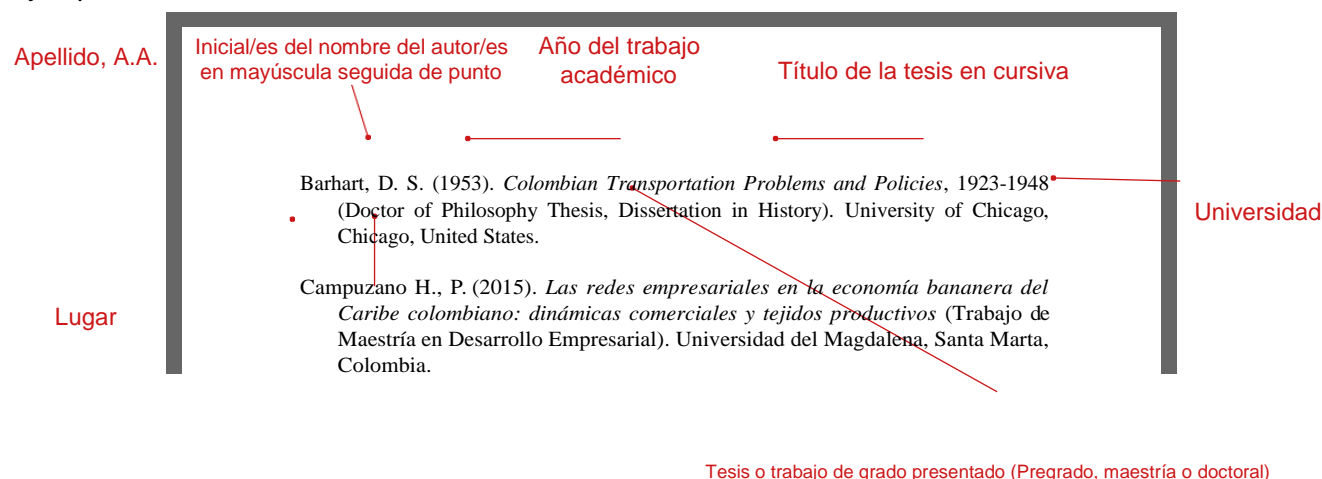 Apellido, A.A.
Inicial/es del nombre del autor/es
en mayúscula seguida de punto
Año del trabajo
académico
Título de la tesis en cursiva
Barhart, D. S. (1953). Colombian Transportation Problems and Policies, 1923-1948
(Doctor of Philosophy Thesis, Dissertation in History). University of Chicago,
Chicago, United States.
Universidad
Campuzano H., P. (2015). Las redes empresariales en la economía bananera del
Caribe colombiano: dinámicas comerciales y tejidos productivos (Trabajo de
Maestría en Desarrollo Empresarial). Universidad del Magdalena, Santa Marta,
Colombia.
Lugar
Tesis o trabajo de grado presentado (Pregrado, maestría o doctoral)